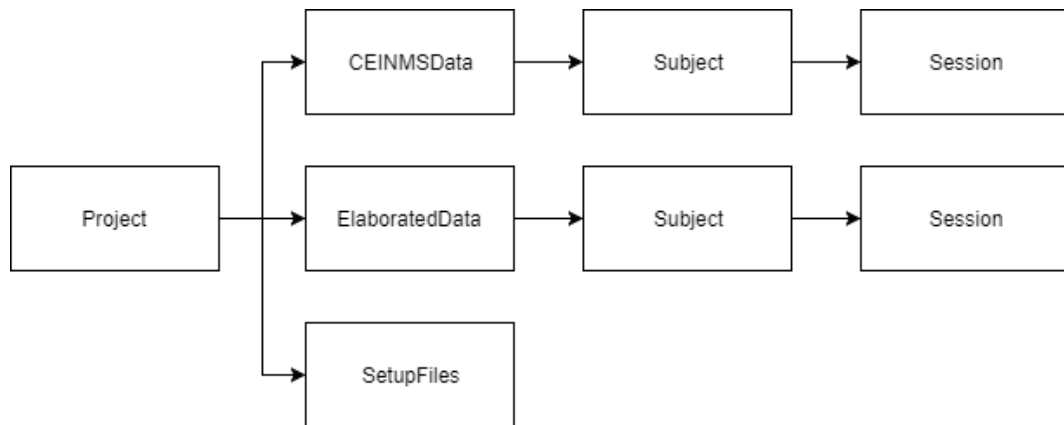 CEINMSData
Subject
Session
Project
ElaboratedData
Subject
Session
SetupFiles